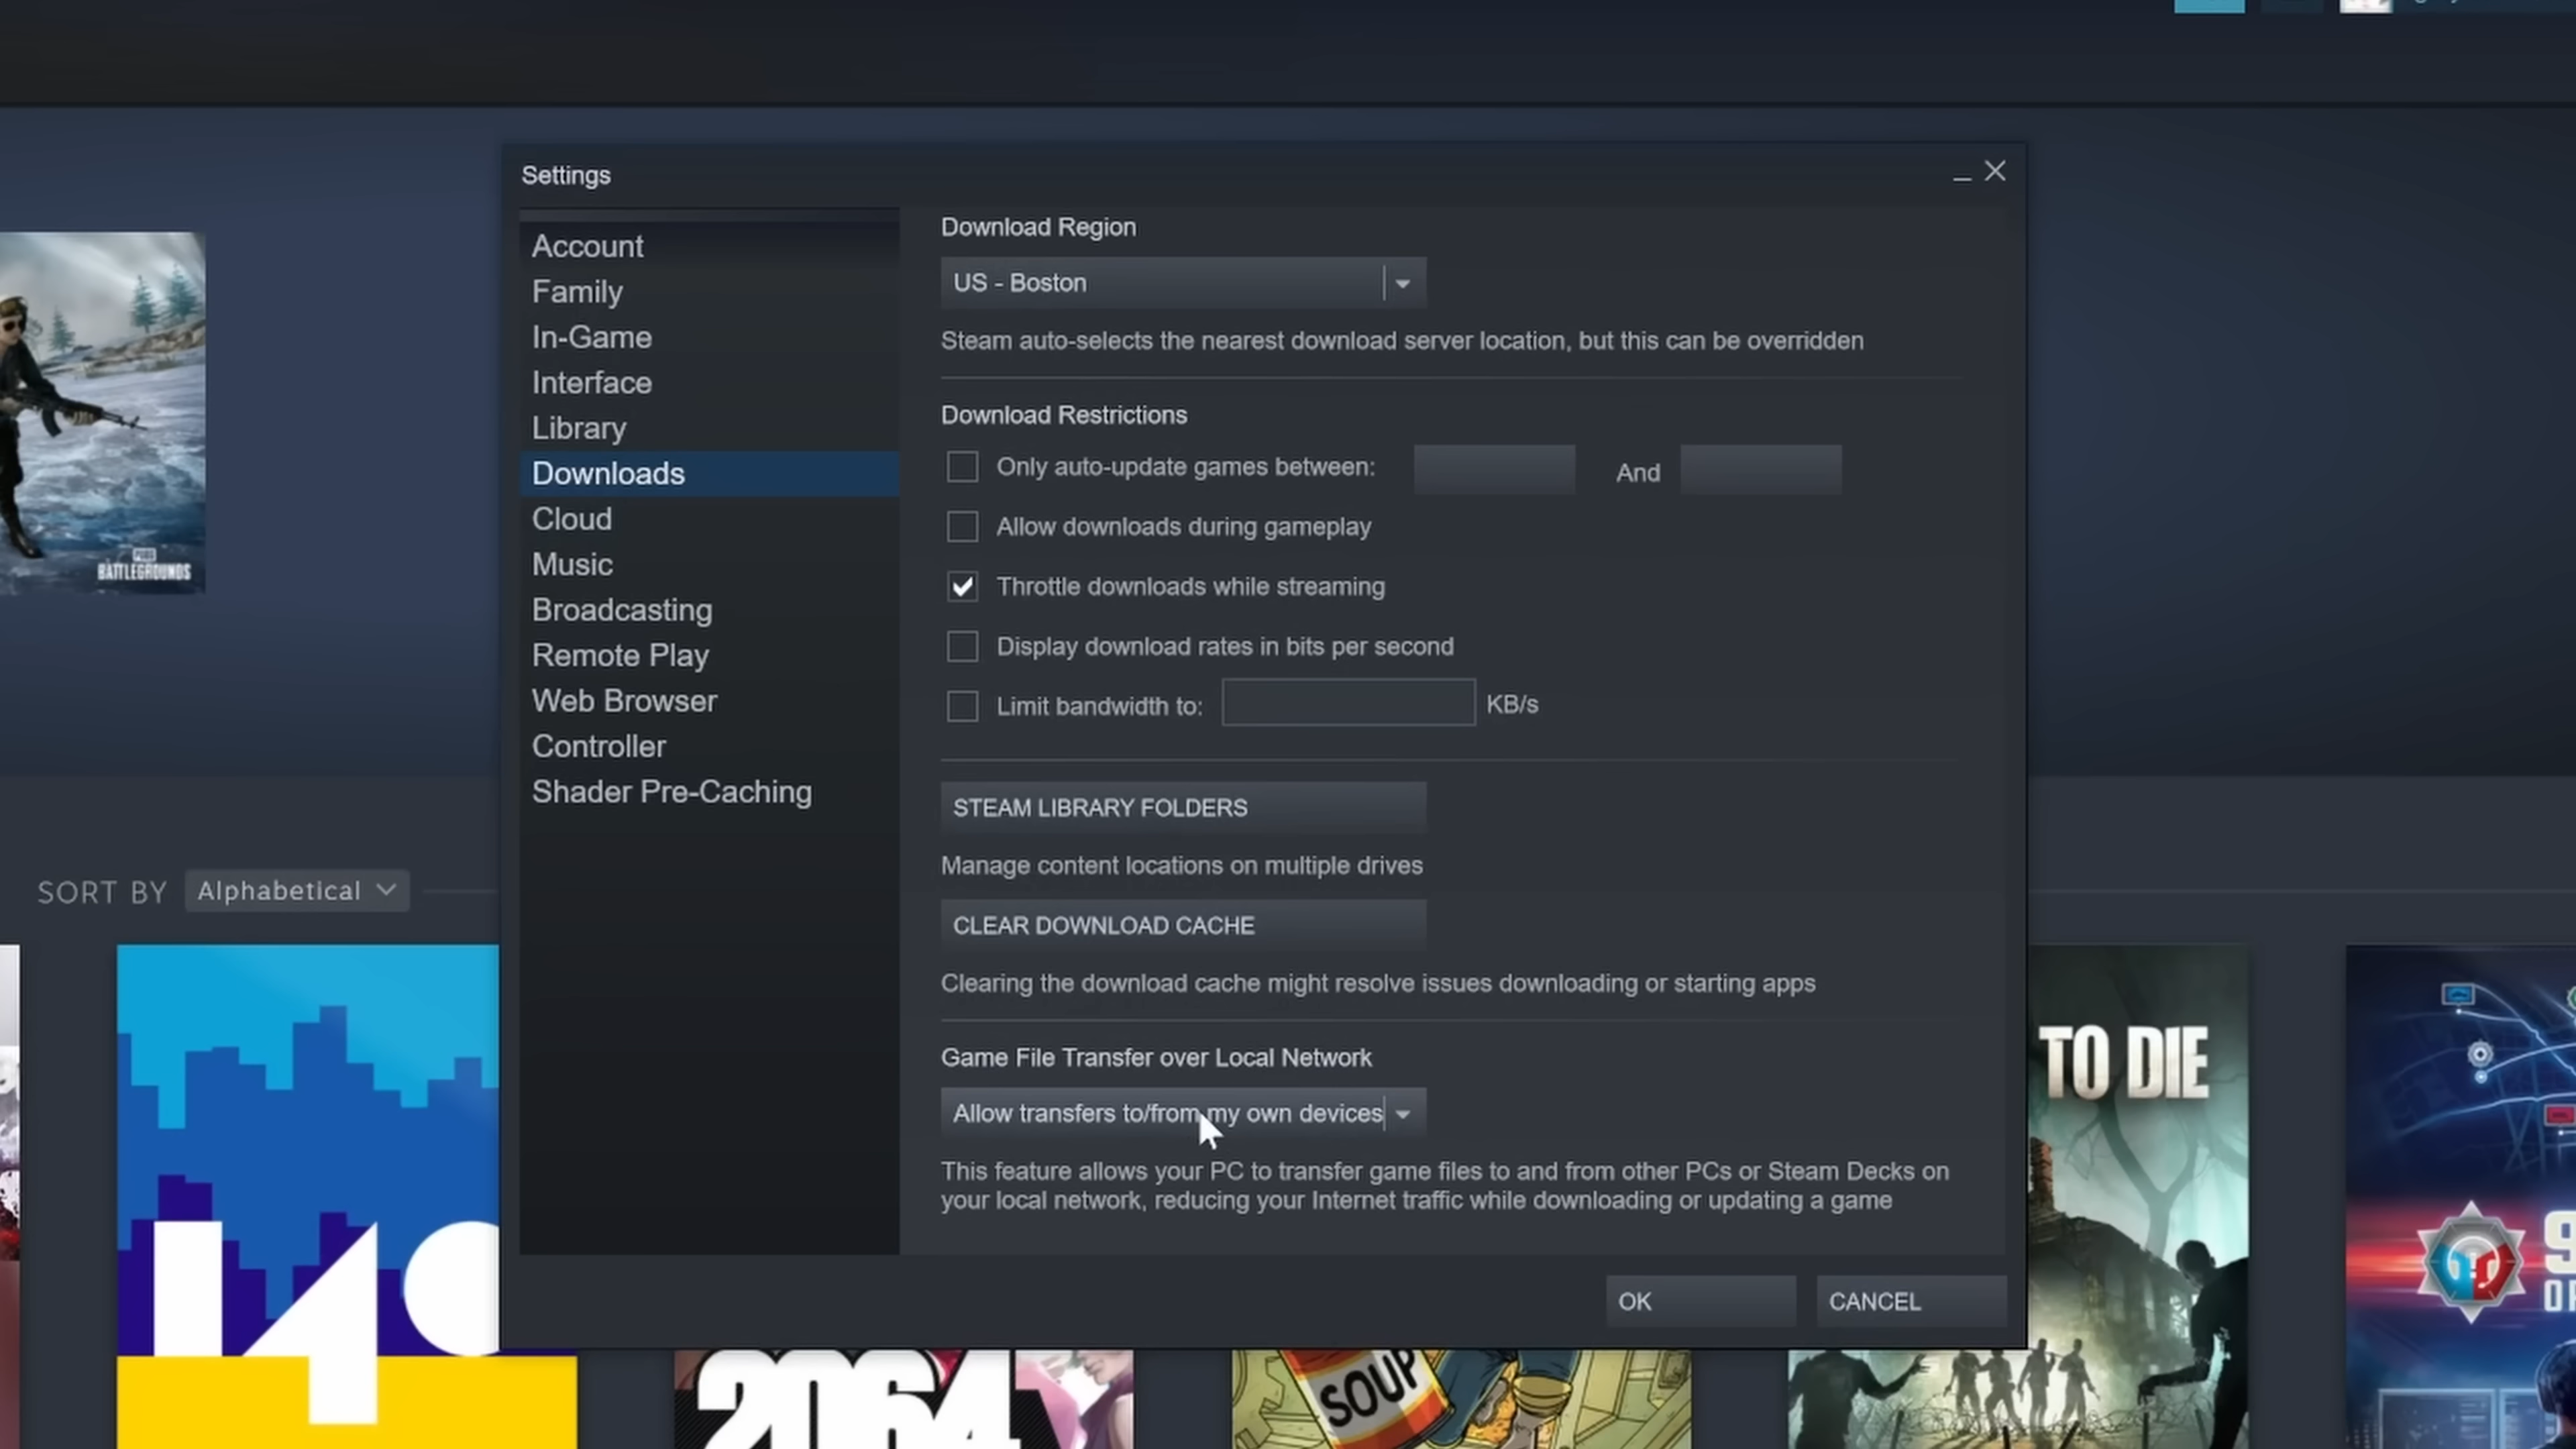 Settings
Account
Family
In-Game
Interface
Library
Downloads
Cloud
Music
Broadcasting
Remote Play
Web Browser
Controller
Shader Pre-Caching
Download Region
US - Boston
Steam auto-selects the nearest download server location, but this can be overridden
Download Restrictions
Only auto-update games between: And
Allow downloads during gameplay
Throttle downloads while streaming
Display download rates in bits per second
Limit bandwidth to: KB/s
STEAM LIBRARY FOLDERS
Manage content locations on multiple drives
CLEAR DOWNLOAD CACHE
Clearing the download cache might resolve issues downloading or starting apps
Game File Transfer over Local Network
Allow transfers to/from my own devices
This feature allows your PC to transfer game files to and from other PCs or Steam Decks on
your local network, reducing your Internet traffic while downloading or updating a game
OK
CANCEL
PUBG
BATTLEGROUNDS
SORT BY Alphabetical
TO DIE
2064
SOUP